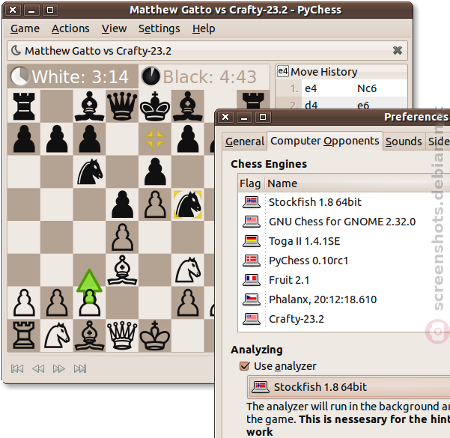 Matthew Gatto vs Crafty-23.2 - PyChess
Game Actions View Settings Help
Matthew Gatto vs Crafty-23.2
White: 3:14 Black: 4:43
e4 Move History
1. e4 Nc6
2. d4 e6
Preferences
General Computer Opponents Sounds Side
Chess Engines
Flag Name
Stockfish 1.8 64bit
GNU Chess for GNOME 2.32.0
Toga II 1.4.1SE
PyChess 0.10rc1
Fruit 2.1
Phalanx, 20:12:18.610
Crafty-23.2
Analyzing
Use analyzer
Stockfish 1.8 64bit
The analyzer will run in the background an
the game. This is nessesary for the hint
work
screenshots.debian.net